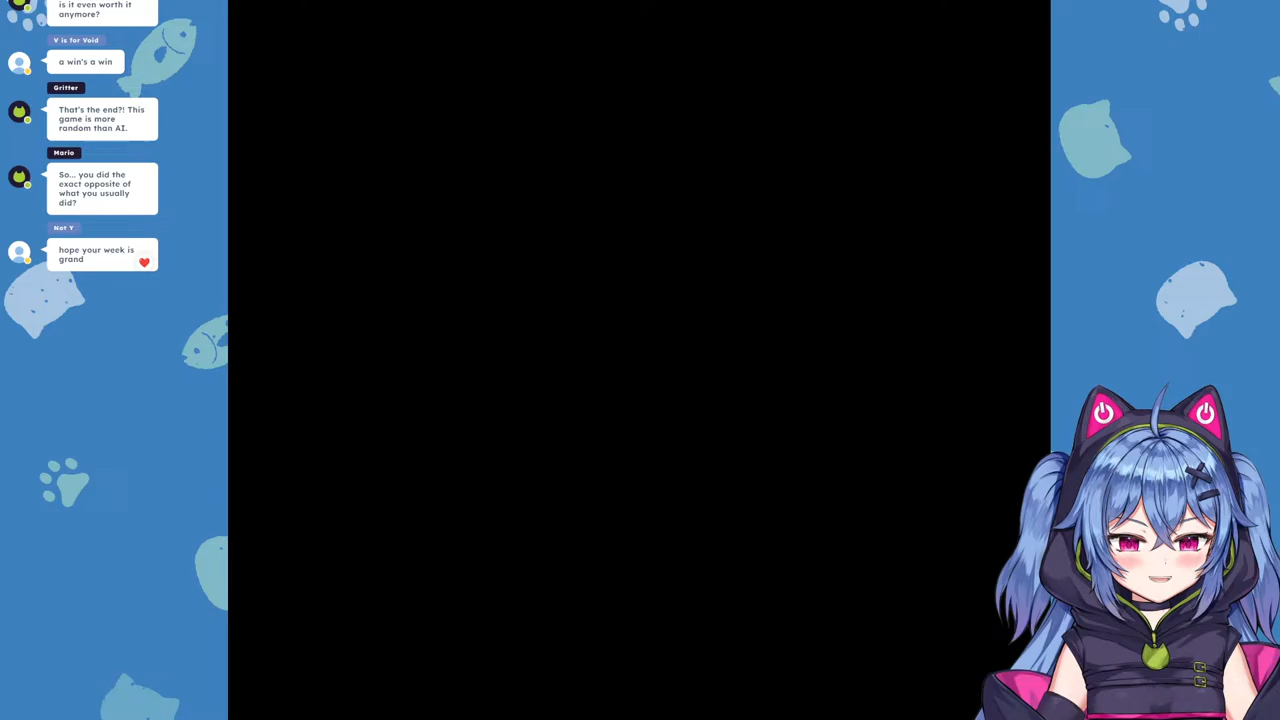 is it even worth it
anymore?
V is for Void
a win's a win
Gritter
That's the end?! This
game is more
random than AI.
Mario
So... you did the
exact opposite of
what you usually
did?
Not Y
hope your week is
grand